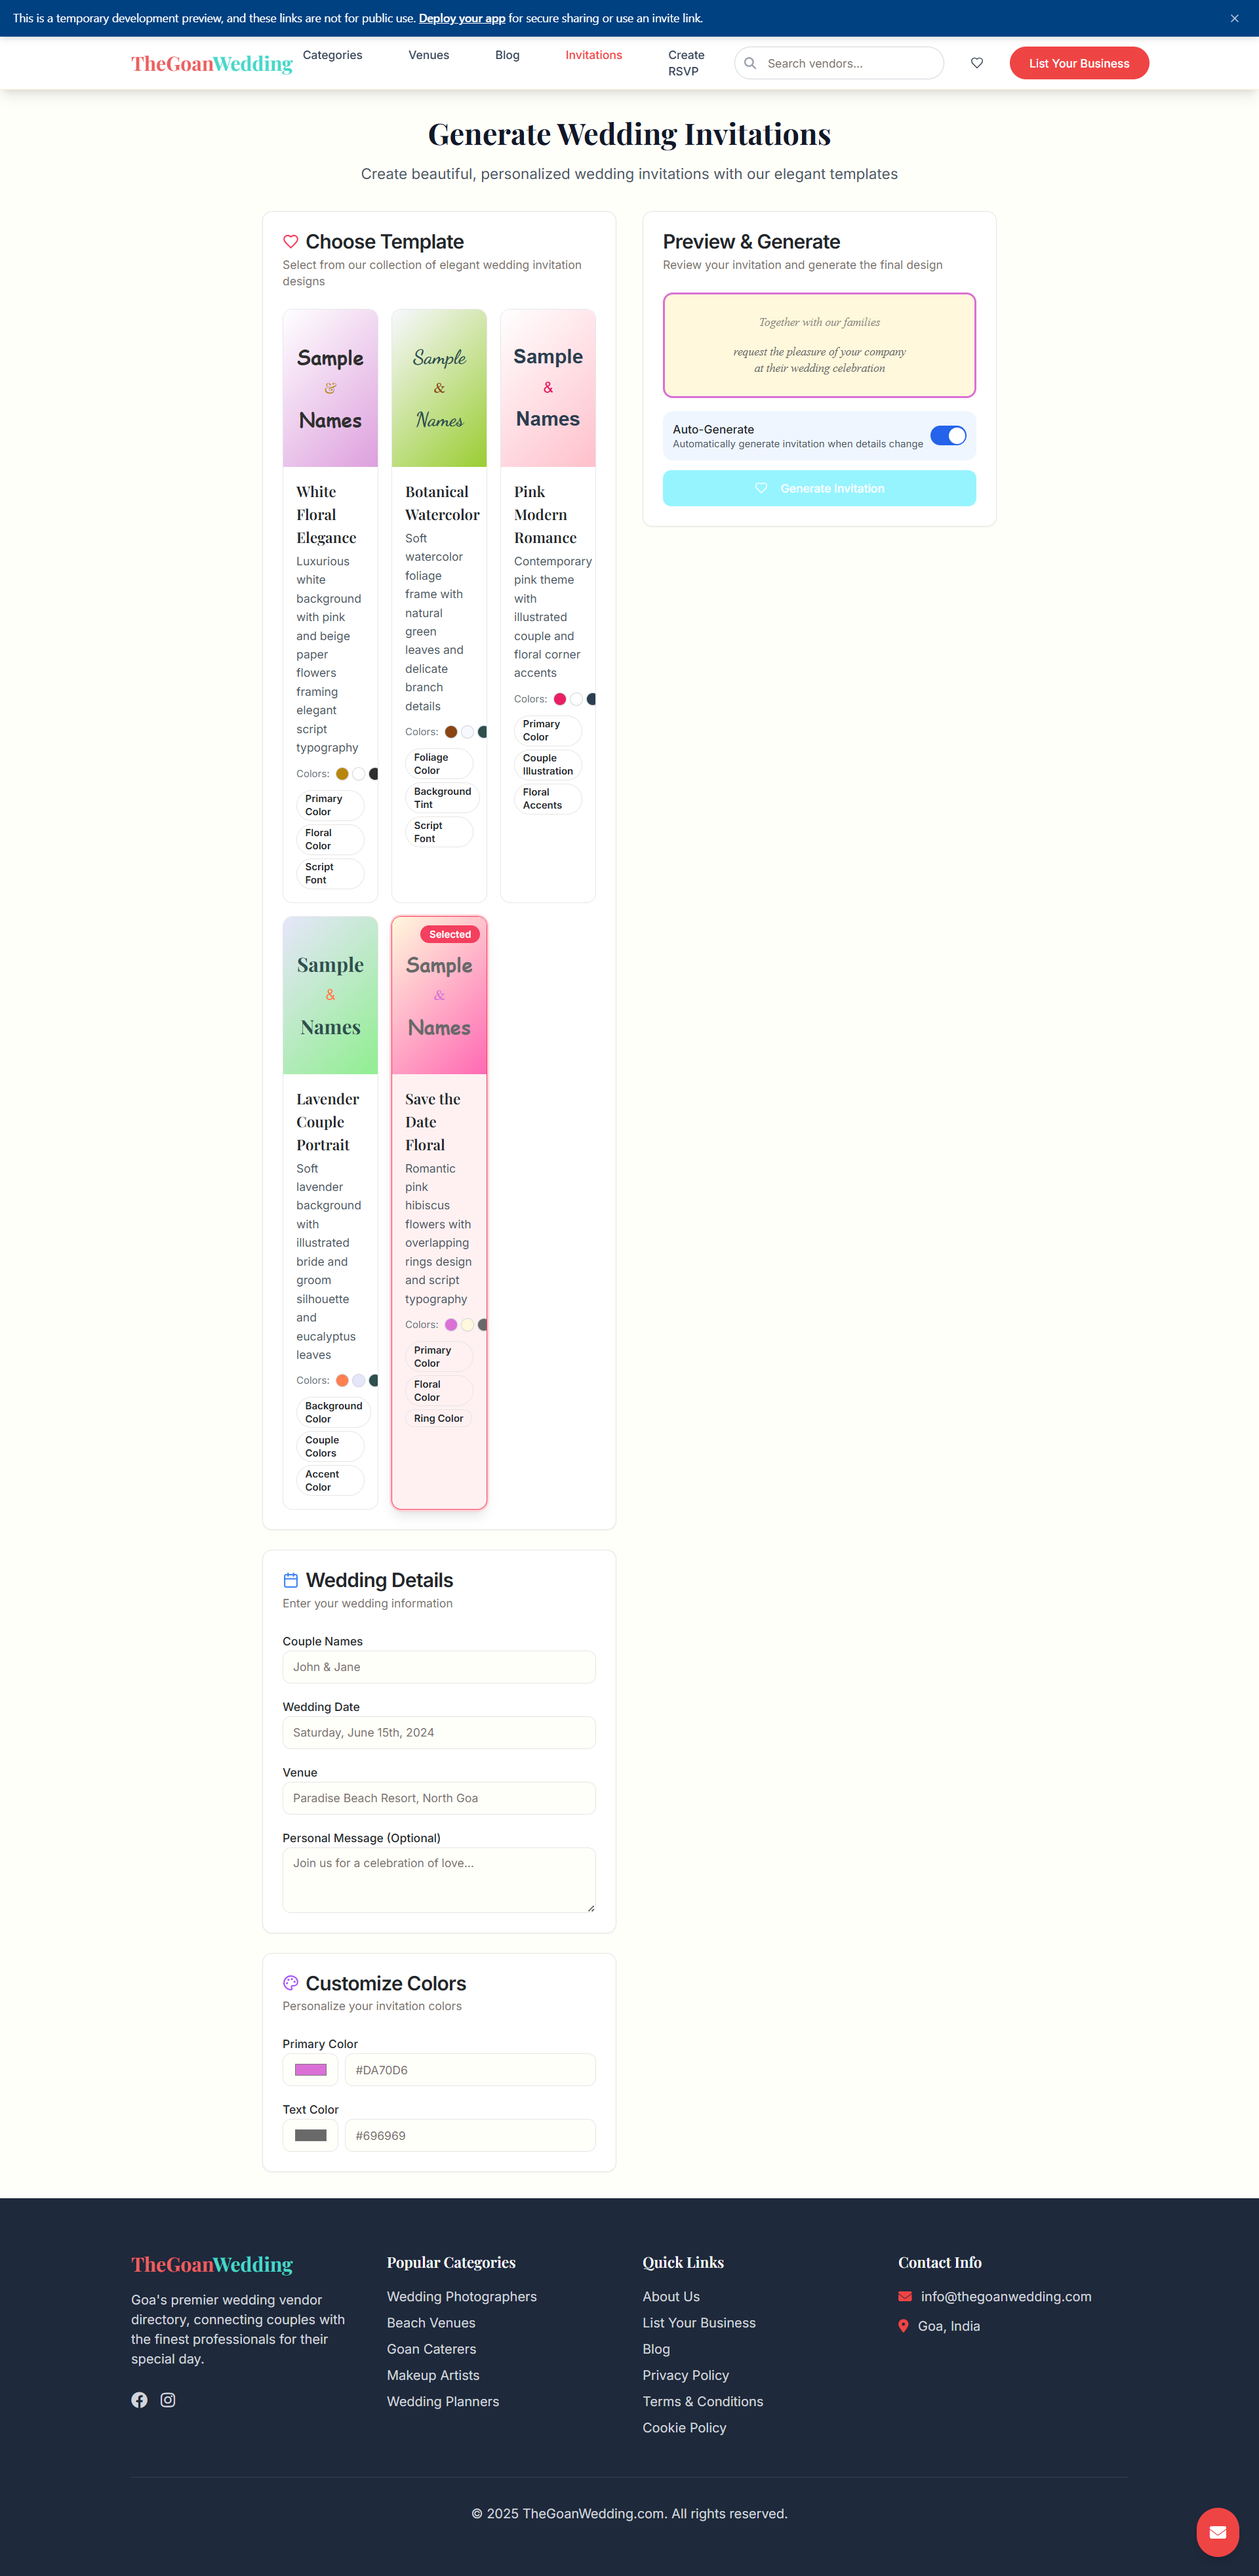 This is a temporary development preview, and these links are not for public use. Deploy your app for secure sharing or use an invite link.
TheGoanWedding
Categories
Venues
Blog
Invitations
Create
RSVP
Search vendors...
List Your Business
Generate Wedding Invitations
Create beautiful, personalized wedding invitations with our elegant templates
Choose Template
Select from our collection of elegant wedding invitation
designs
Sample
&
Names
White
Floral
Elegance
Luxurious
white
background
with pink
and beige
paper
flowers
framing
elegant
script
typography
Colors:
Primary
Color
Floral
Color
Script
Font
Sample
&
Names
Botanical
Watercolor
Soft
watercolor
foliage
frame with
natural
green
leaves and
delicate
branch
details
Colors:
Foliage
Color
Background
Tint
Script
Font
Sample
&
Names
Pink
Modern
Romance
Contemporary
pink theme
with
illustrated
couple and
floral corner
accents
Colors:
Primary
Color
Couple
Illustration
Floral
Accents
Sample
&
Names
Lavender
Couple
Portrait
Soft
lavender
background
with
illustrated
bride and
groom
silhouette
and
eucalyptus
leaves
Colors:
Background
Color
Couple
Colors
Accent
Color
Selected
Sample
&
Names
Save the
Date
Floral
Romantic
pink
hibiscus
flowers with
overlapping
rings design
and script
typography
Colors:
Primary
Color
Floral
Color
Ring Color
Preview & Generate
Review your invitation and generate the final design
Together with our families
request the pleasure of your company
at their wedding celebration
Auto-Generate
Automatically generate invitation when details change
Generate Invitation
Wedding Details
Enter your wedding information
Couple Names
John & Jane
Wedding Date
Saturday, June 15th, 2024
Venue
Paradise Beach Resort, North Goa
Personal Message (Optional)
Join us for a celebration of love...
Customize Colors
Personalize your invitation colors
Primary Color
#DA70D6
Text Color
#696969
TheGoanWedding
Goa's premier wedding vendor
directory, connecting couples with
the finest professionals for their
special day.
Popular Categories
Wedding Photographers
Beach Venues
Goan Caterers
Makeup Artists
Wedding Planners
Quick Links
About Us
List Your Business
Blog
Privacy Policy
Terms & Conditions
Cookie Policy
Contact Info
info@thegoanwedding.com
Goa, India
© 2025 TheGoanWedding.com. All rights reserved.